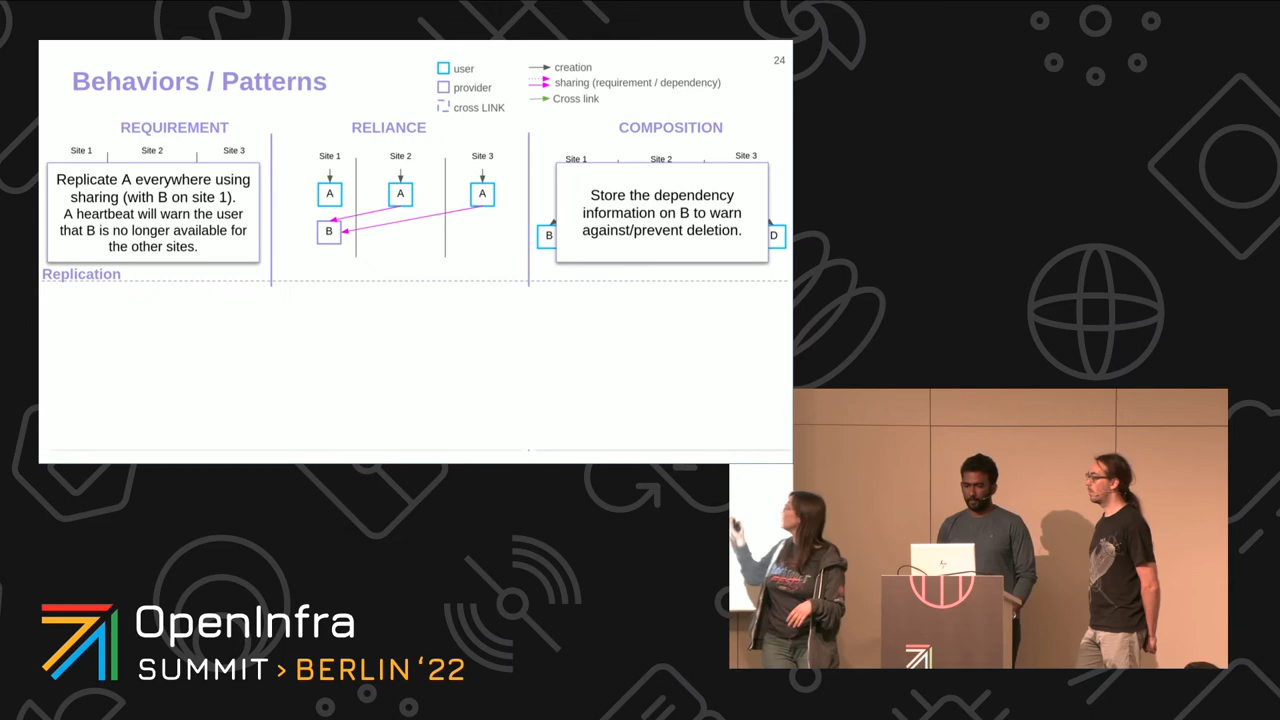 24
Behaviors / Patterns
user
provider
cross LINK
creation
sharing (requirement / dependency)
Cross link
REQUIREMENT
RELIANCE
COMPOSITION
Site 1
Site 2
Site 3
Replicate A everywhere using
sharing (with B on site 1).
A heartbeat will warn the user
that B is no longer available for
the other sites.
Site 1
Site 2
Site 3
A
A
A
B
Site 1
Site 2
Site 3
Store the dependency
information on B to warn
against/prevent deletion.
B
D
Replication
OpenInfra
SUMMIT > BERLIN ‘22